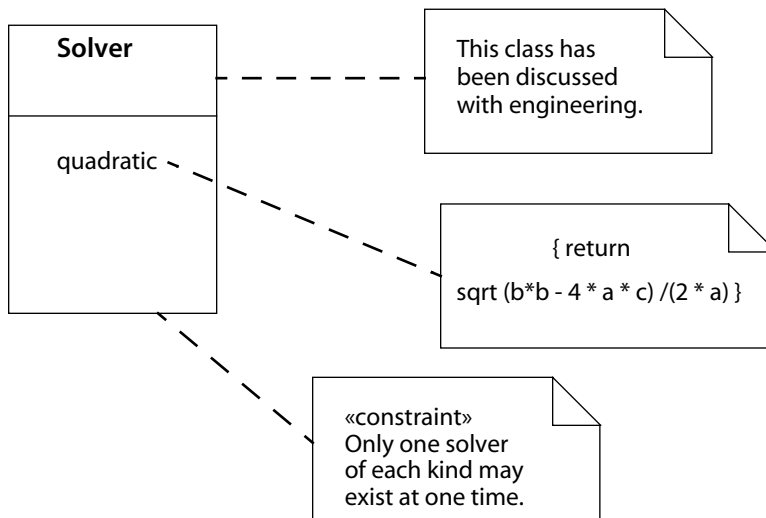 Solver
This class has
been discussed
with engineering.
quadratic
{ return
sqrt (b*b - 4 * a * c) /(2 * a) }
«constraint»
Only one solver
of each kind may
exist at one time.